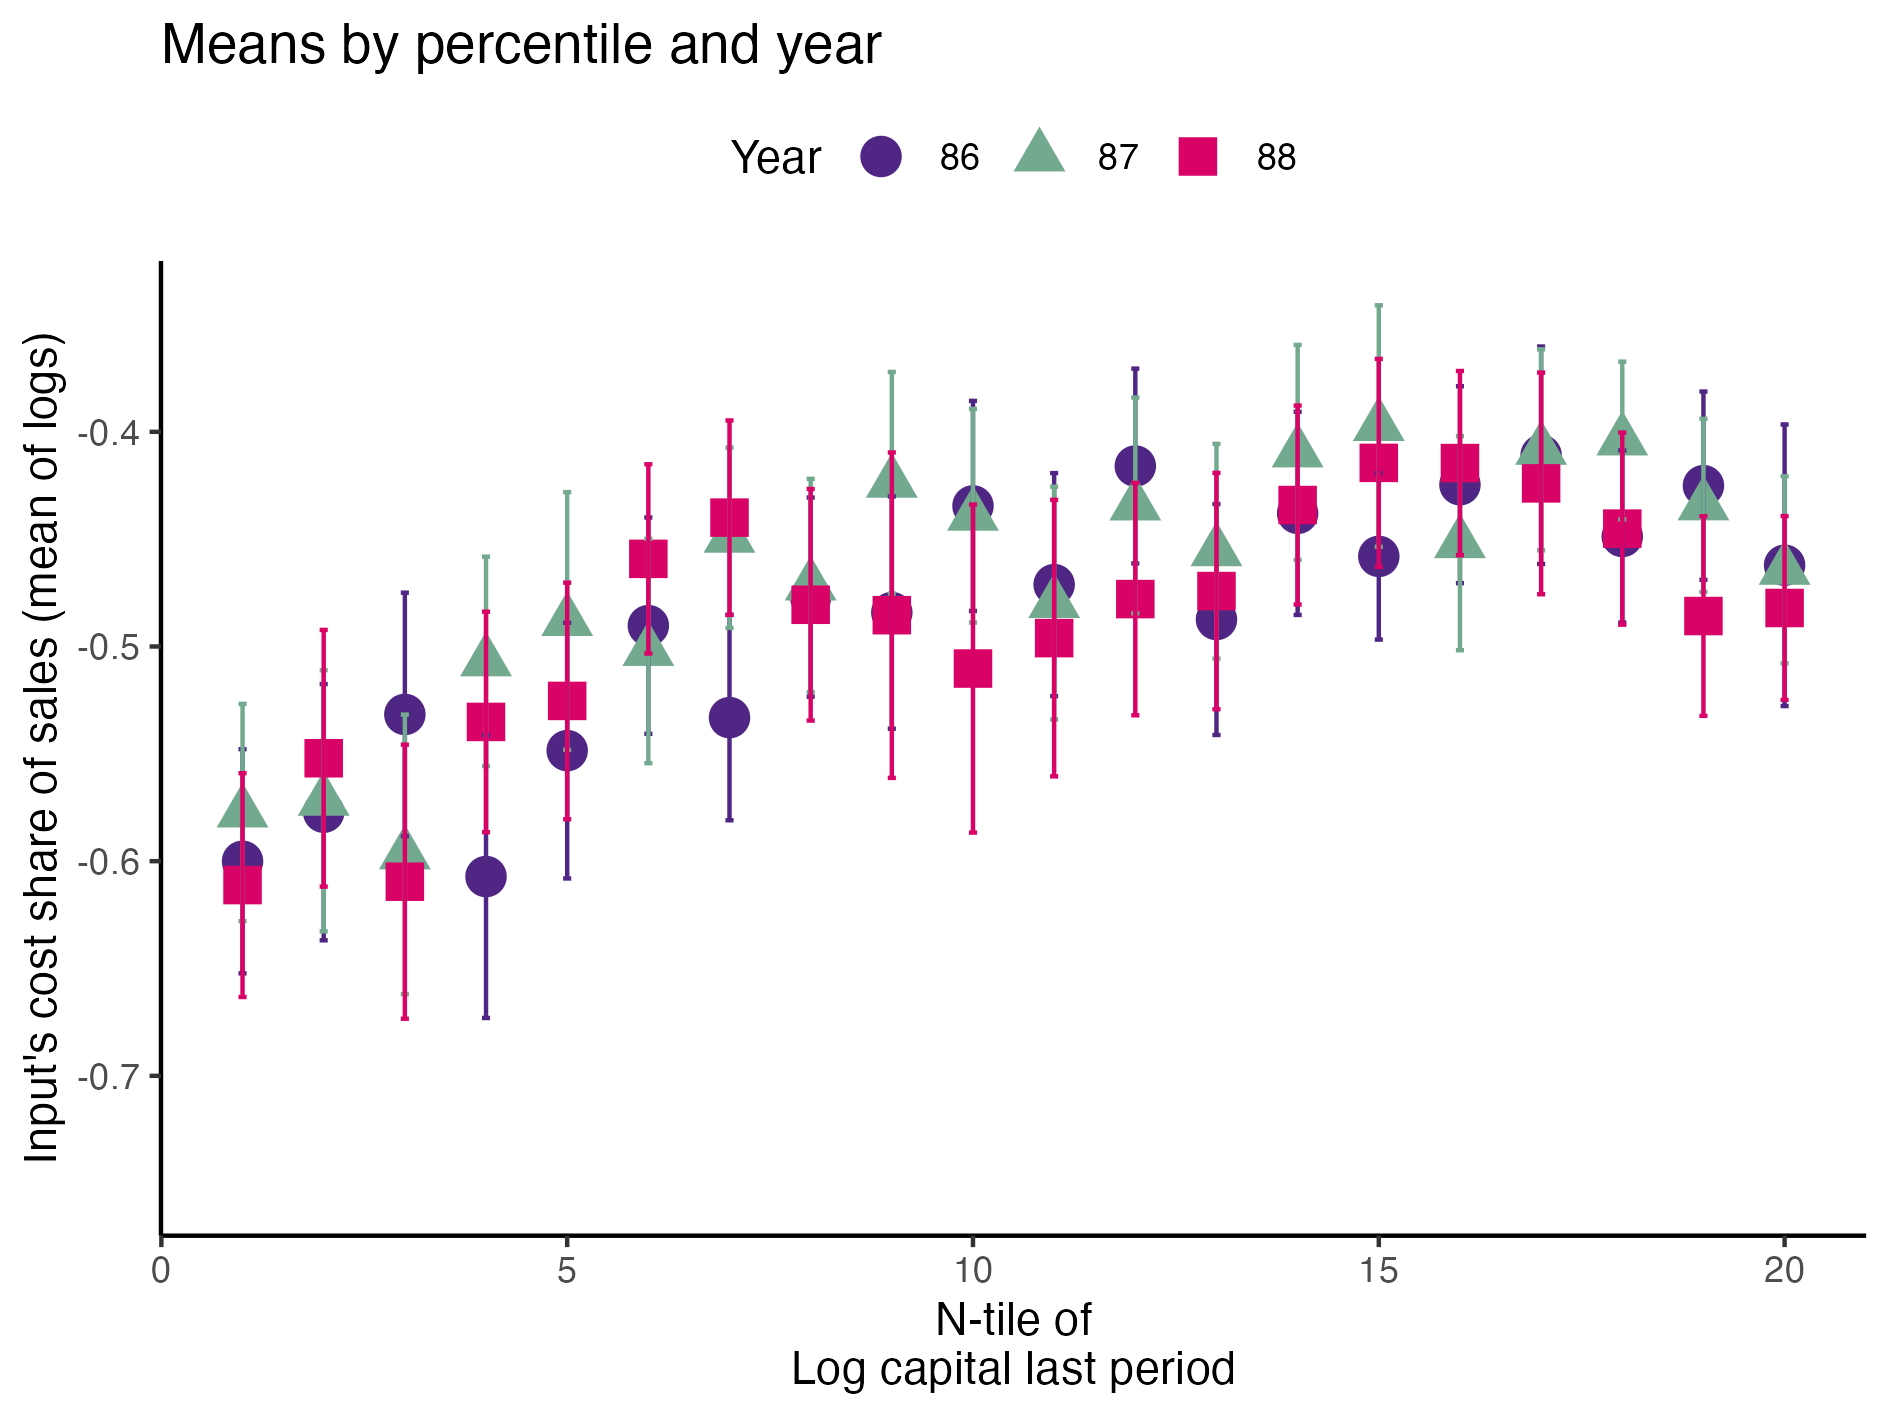 Means by percentile and year
Year 86 87 88
Input's cost share of sales (mean of logs)
-0.4
-0.5
-0.6
-0.7
0 5 10 15 20
N-tile of
Log capital last period